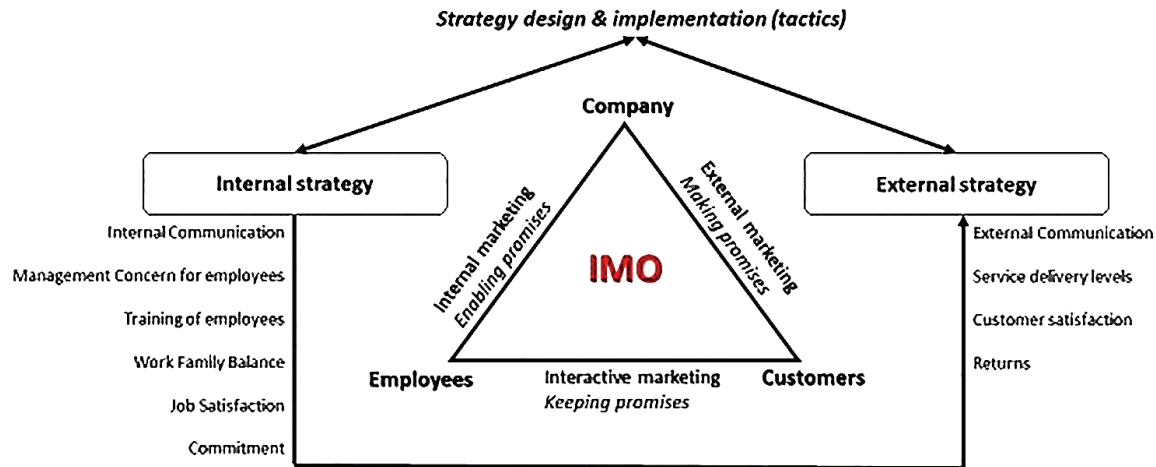 Strategy design & implementation (tactics)
Company
Internal strategy
External strategy
Internal marketing
Enabling promises
External marketing
Making promises
IMO
Internal Communication
Management Concern for employees
Training of employees
Work Family Balance
Job Satisfaction
Commitment
External Communication
Service delivery levels
Customer satisfaction
Returns
Employees
Interactive marketing
Keeping promises
Customers